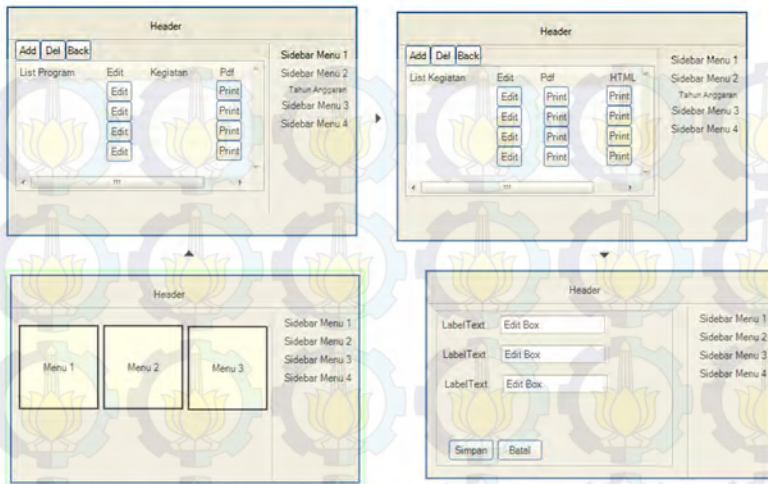 Header
Add Del Back
List Program Edit Kegiatan Pdf
Edit Print
Edit Print
Edit Print
Edit Print
Sidebar Menu 1
Sidebar Menu 2
Tahun Anggaran
Sidebar Menu 3
Sidebar Menu 4
Header
Add Del Back
List Kegiatan Edit Pdf HTML
Edit Print Print
Edit Print Print
Edit Print Print
Edit Print Print
Sidebar Menu 1
Sidebar Menu 2
Tahun Anggaran
Sidebar Menu 3
Sidebar Menu 4
Header
Menu 1 Menu 2 Menu 3
Sidebar Menu 1
Sidebar Menu 2
Sidebar Menu 3
Sidebar Menu 4
Header
LabelText Edit Box
LabelText Edit Box
LabelText Edit Box
Simpan Batal
Sidebar Menu 1
Sidebar Menu 2
Sidebar Menu 3
Sidebar Menu 4